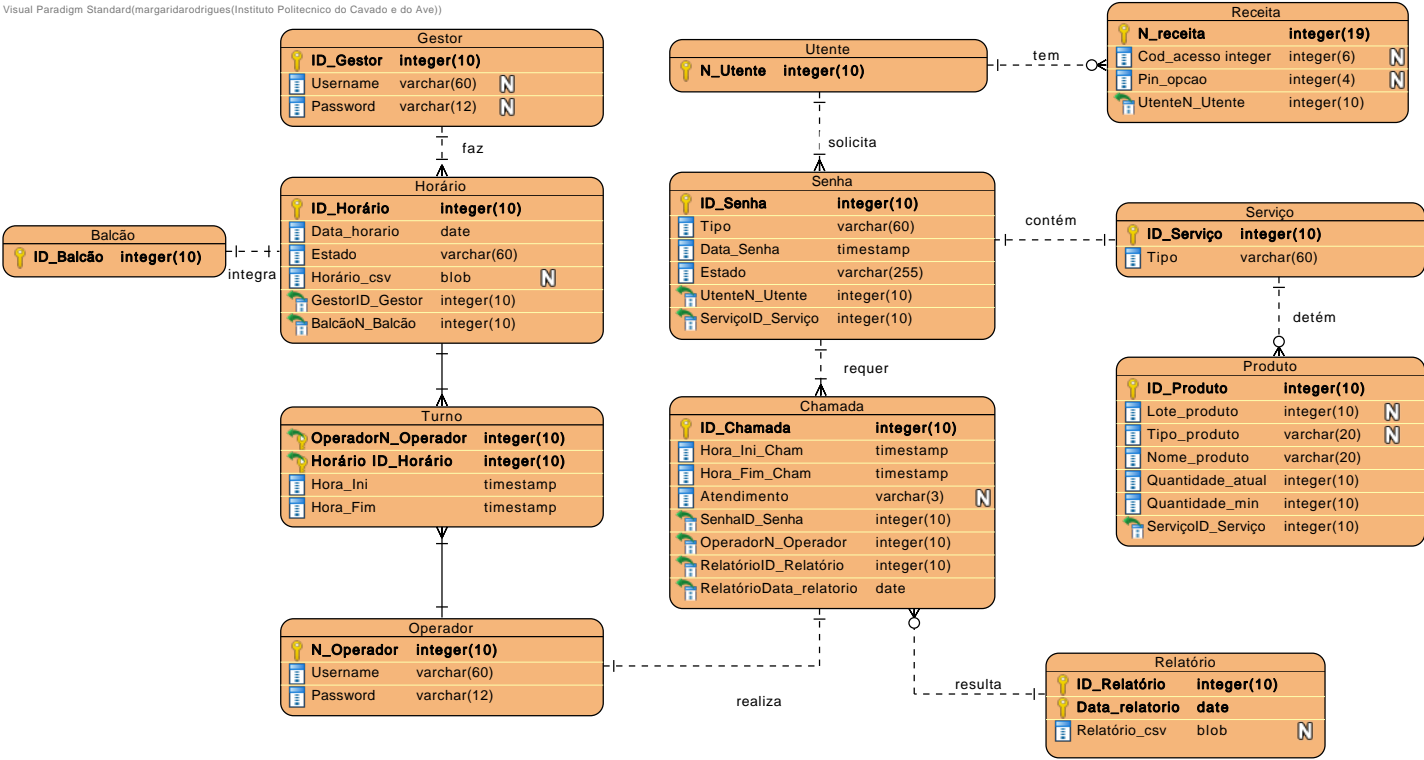 Visual Paradigm Standard(margaridarodrigues(Instituto Politecnico do Cavado e do Ave))
Gestor
ID_Gestor integer(10)
Username varchar(60) N
Password varchar(12) N
faz
Utente
N_Utente integer(10)
tem
Receita
N_receita integer(19)
Cod_acesso integer integer(6) N
Pin_opcao integer(4) N
UtenteN_Utente integer(10)
solicita
Balcão
ID_Balcão integer(10)
integra
Horário
ID_Horário integer(10)
Data_horario date
Estado varchar(60)
Horário_csv blob N
GestorID_Gestor integer(10)
BalcãoN_Balcão integer(10)
Senha
ID_Senha integer(10)
Tipo varchar(60)
Data_Senha timestamp
Estado varchar(255)
UtenteN_Utente integer(10)
ServiçoID_Serviço integer(10)
contém
Serviço
ID_Serviço integer(10)
Tipo varchar(60)
detém
requer
Turno
OperadorN_Operador integer(10)
Horário ID_Horário integer(10)
Hora_Ini timestamp
Hora_Fim timestamp
Chamada
ID_Chamada integer(10)
Hora_Ini_Cham timestamp
Hora_Fim_Cham timestamp
Atendimento varchar(3) N
SenhaID_Senha integer(10)
OperadorN_Operador integer(10)
RelatórioID_Relatório integer(10)
RelatórioData_relatorio date
Produto
ID_Produto integer(10)
Lote_produto integer(10) N
Tipo_produto varchar(20) N
Nome_produto varchar(20)
Quantidade_atual integer(10)
Quantidade_min integer(10)
ServiçoID_Serviço integer(10)
Operador
N_Operador integer(10)
Username varchar(60)
Password varchar(12)
realiza
resulta
Relatório
ID_Relatório integer(10)
Data_relatorio date
Relatório_csv blob N